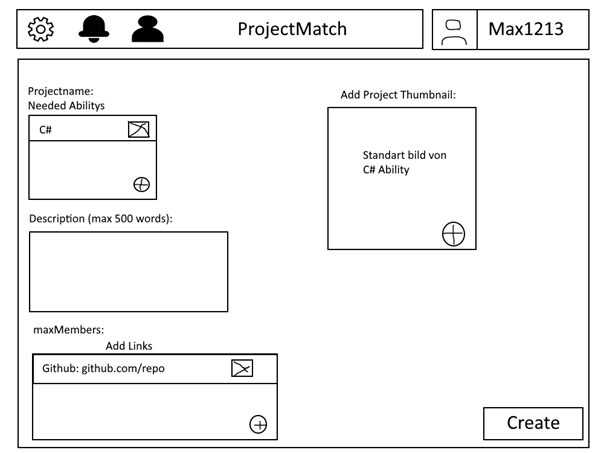 ProjectMatch
Max1213
Projectname:
Needed Abilitys
C#
Add Project Thumbnail:
Standart bild von
C# Ability
Description (max 500 words):
maxMembers:
Add Links
Github: github.com/repo
Create